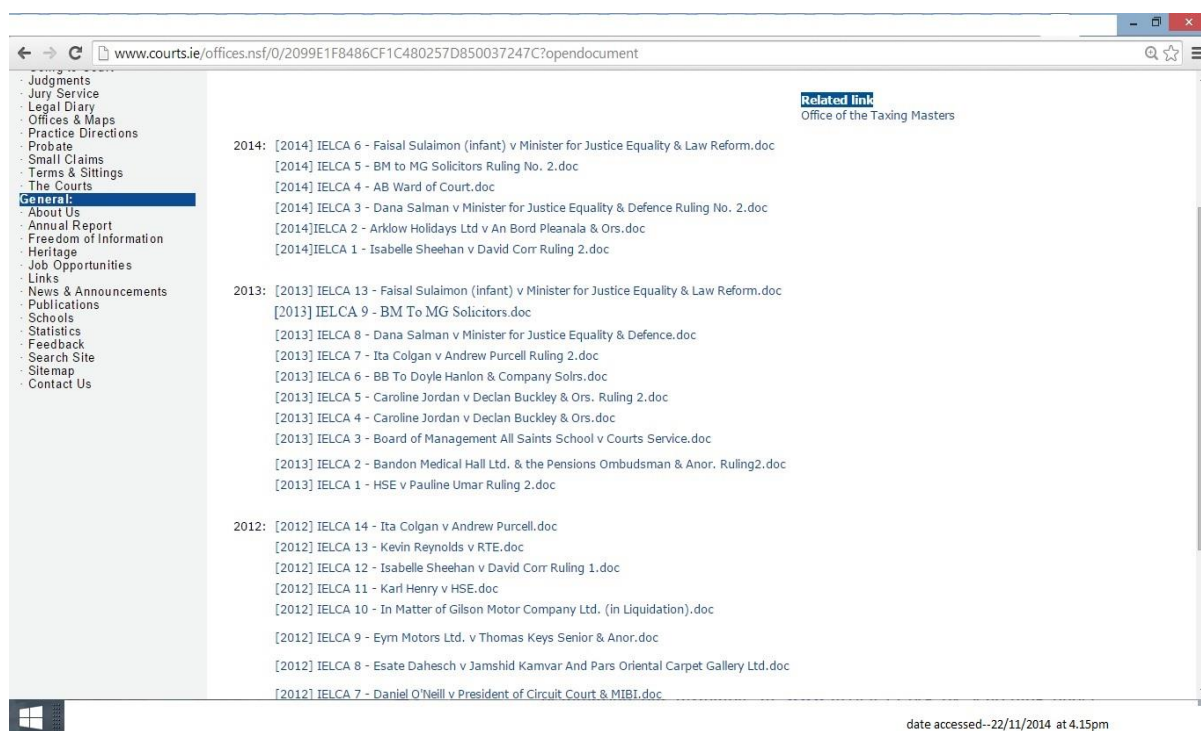 www.courts.ie/offices.nsf/0/2099E1F8486CF1C480257D850037247C?opendocument
· Judgments
· Jury Service
· Legal Diary
· Offices & Maps
· Practice Directions
· Probate
· Small Claims
· Terms & Sittings
· The Courts
General:
· About Us
· Annual Report
· Freedom of Information
· Heritage
· Job Opportunities
· Links
· News & Announcements
· Publications
· Schools
· Statistics
· Feedback
· Search Site
· Sitemap
· Contact Us
Related link
Office of the Taxing Masters
2014: [2014] IELCA 6 - Faisal Sulaimon (infant) v Minister for Justice Equality & Law Reform.doc
[2014] IELCA 5 - BM to MG Solicitors Ruling No. 2.doc
[2014] IELCA 4 - AB Ward of Court.doc
[2014] IELCA 3 - Dana Salman v Minister for Justice Equality & Defence Ruling No. 2.doc
[2014]IELCA 2 - Arklow Holidays Ltd v An Bord Pleanala & Ors.doc
[2014]IELCA 1 - Isabelle Sheehan v David Corr Ruling 2.doc
2013: [2013] IELCA 13 - Faisal Sulaimon (infant) v Minister for Justice Equality & Law Reform.doc
[2013] IELCA 9 - BM To MG Solicitors.doc
[2013] IELCA 8 - Dana Salman v Minister for Justice Equality & Defence.doc
[2013] IELCA 7 - Ita Colgan v Andrew Purcell Ruling 2.doc
[2013] IELCA 6 - BB To Doyle Hanlon & Company Solrs.doc
[2013] IELCA 5 - Caroline Jordan v Declan Buckley & Ors. Ruling 2.doc
[2013] IELCA 4 - Caroline Jordan v Declan Buckley & Ors.doc
[2013] IELCA 3 - Board of Management All Saints School v Courts Service.doc
[2013] IELCA 2 - Bandon Medical Hall Ltd. & the Pensions Ombudsman & Anor. Ruling2.doc
[2013] IELCA 1 - HSE v Pauline Umar Ruling 2.doc
2012: [2012] IELCA 14 - Ita Colgan v Andrew Purcell.doc
[2012] IELCA 13 - Kevin Reynolds v RTE.doc
[2012] IELCA 12 - Isabelle Sheehan v David Corr Ruling 1.doc
[2012] IELCA 11 - Karl Henry v HSE.doc
[2012] IELCA 10 - In Matter of Gilson Motor Company Ltd. (in Liquidation).doc
[2012] IELCA 9 - Eyrn Motors Ltd. v Thomas Keys Senior & Anor.doc
[2012] IELCA 8 - Esate Dahesch v Jamshid Kamvar And Pars Oriental Carpet Gallery Ltd.doc
[2012] IELCA 7 - Daniel O'Neill v President of Circuit Court & MIBI.doc
date accessed--22/11/2014 at 4.15pm